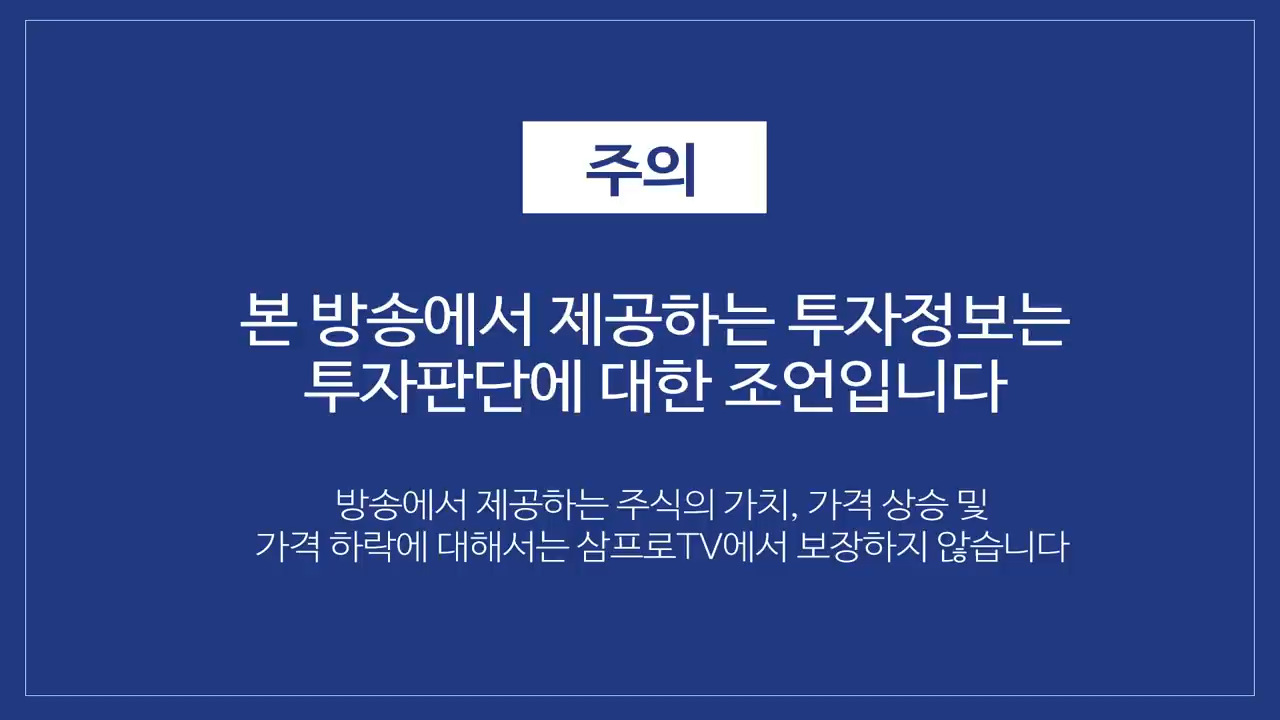 주의
본 방송에서 제공하는 투자정보는
투자판단에 대한 조언입니다
방송에서 제공하는 주식의 가치, 가격 상승 및
가격 하락에 대해서는 삼프로TV에서 보장하지 않습니다